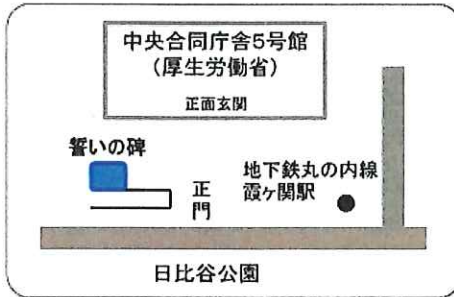 中央合同庁舎5号館
(厚生労働省)
正面玄関
誓いの碑
正
門
地下鉄丸の内線
霞ヶ関駅
日比谷公園